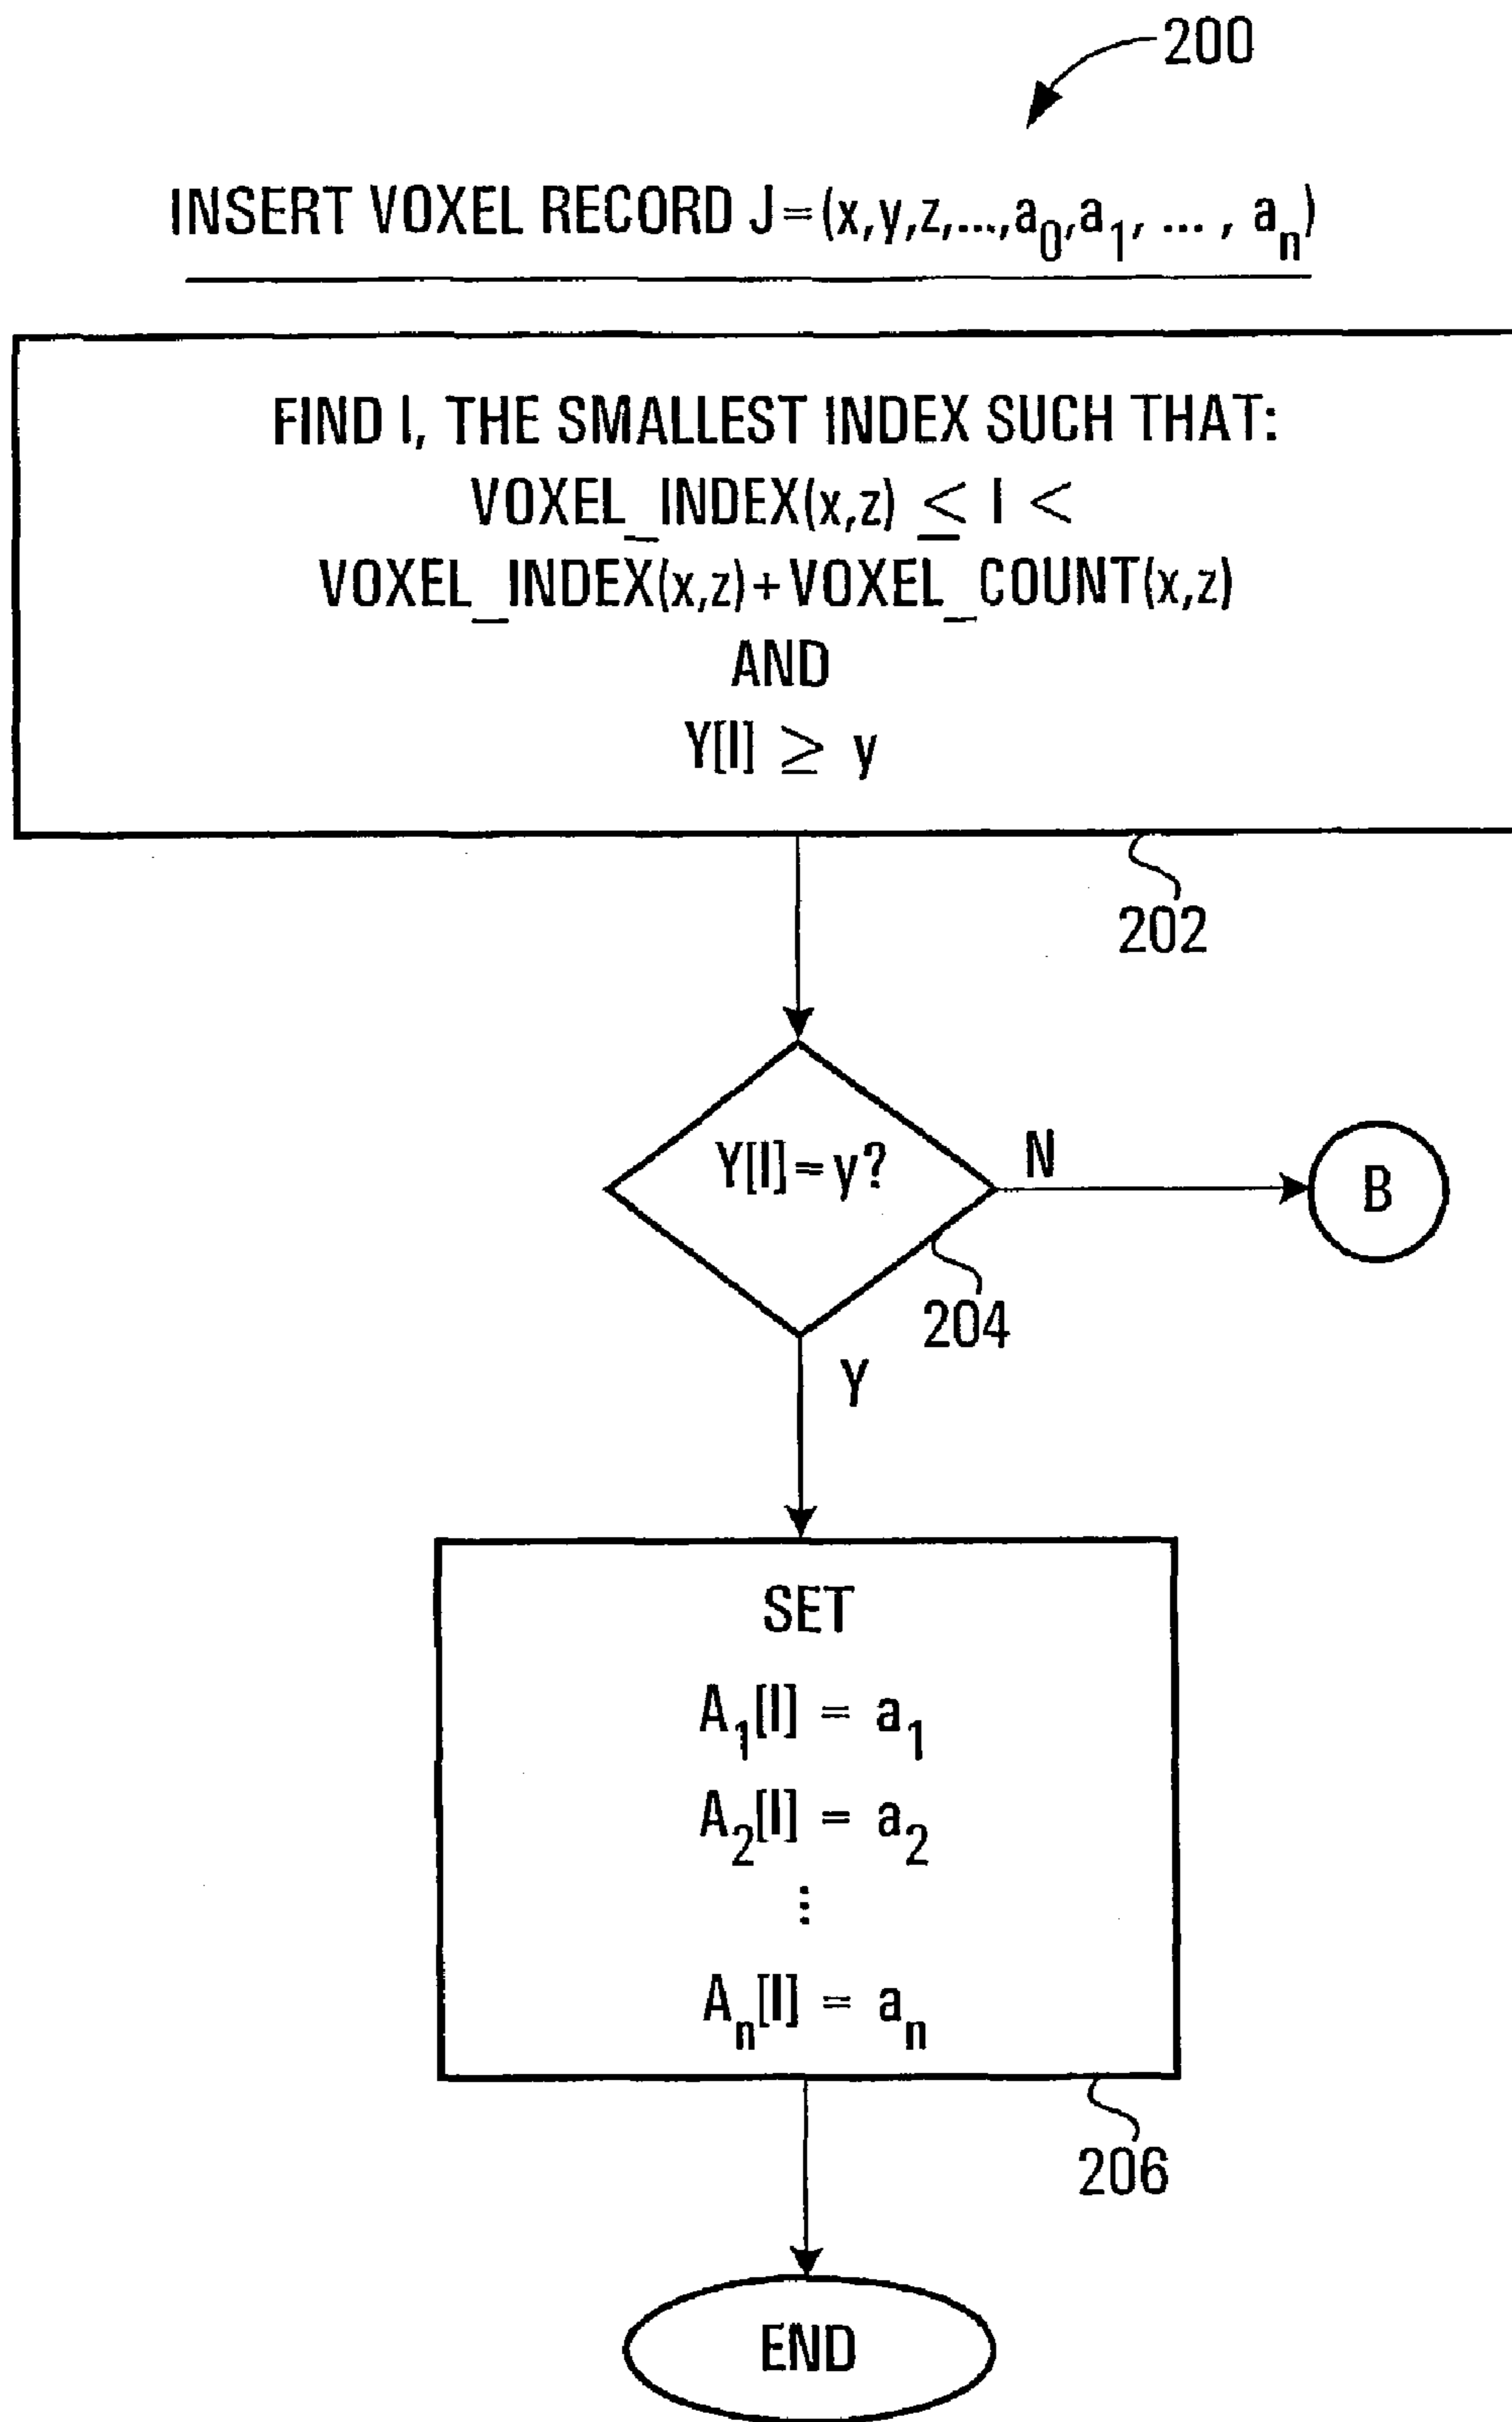 200
INSERT VOXEL RECORD J=(x,y,z,...,a₀,a₁, ... , aₙ)
FIND I, THE SMALLEST INDEX SUCH THAT:
VOXEL_INDEX(x,z) ≤ I <
VOXEL_INDEX(x,z)+VOXEL_COUNT(x,z)
AND
Y[I] ≥ y
202
Y[I]=y?
N
B
204
Y
SET
A₁[I] = a₁
A₂[I] = a₂
⋮
Aₙ[I] = aₙ
206
END